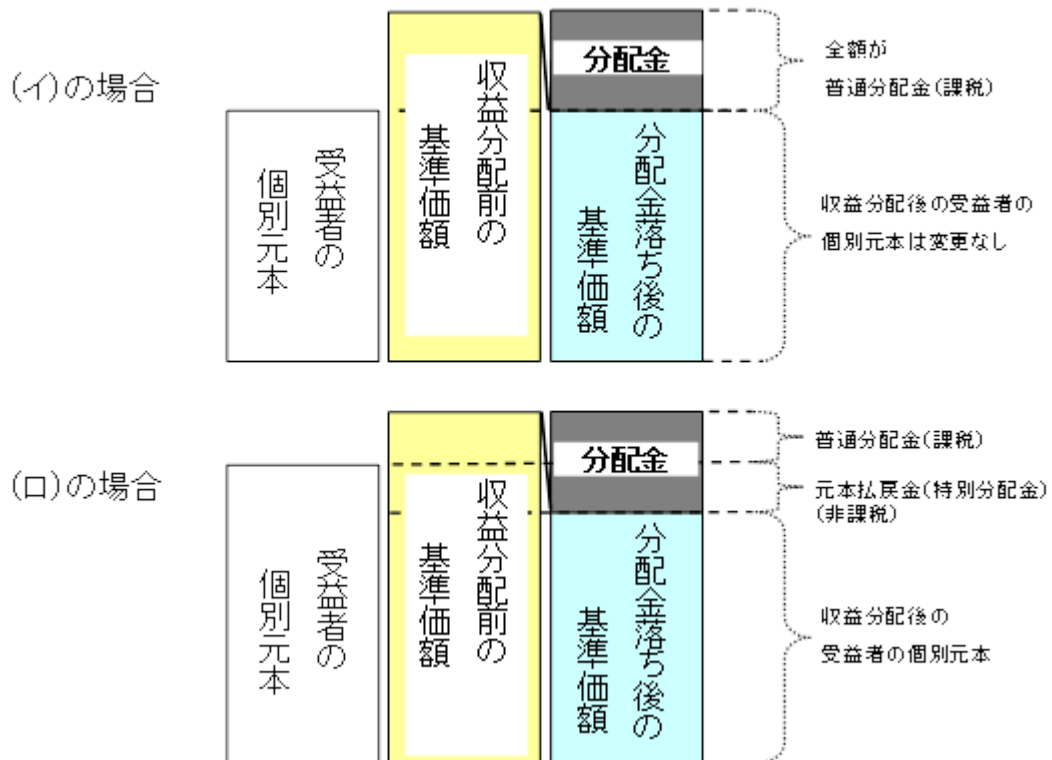 (イ)の場合
受益者の
個別元本
収益分配前の
基準価額
分配金
分配金落ち後の
基準価額
全額が
普通分配金(課税)
収益分配後の受益者の
個別元本は変更なし
(ロ)の場合
受益者の
個別元本
収益分配前の
基準価額
分配金
分配金落ち後の
基準価額
普通分配金(課税)
元本払戻金(特別分配金)
(非課税)
収益分配後の
受益者の個別元本